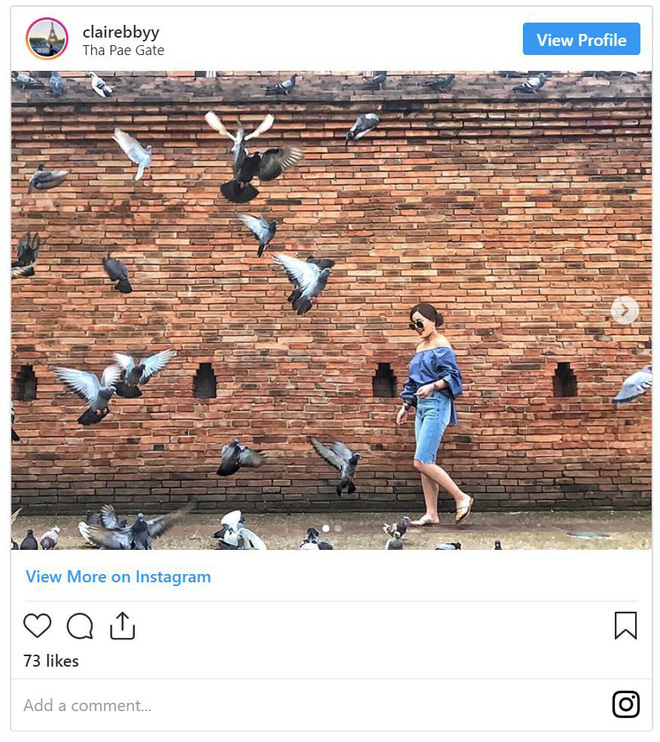 clairebbyy
Tha Pae Gate
View Profile
View More on Instagram
73 likes
Add a comment...